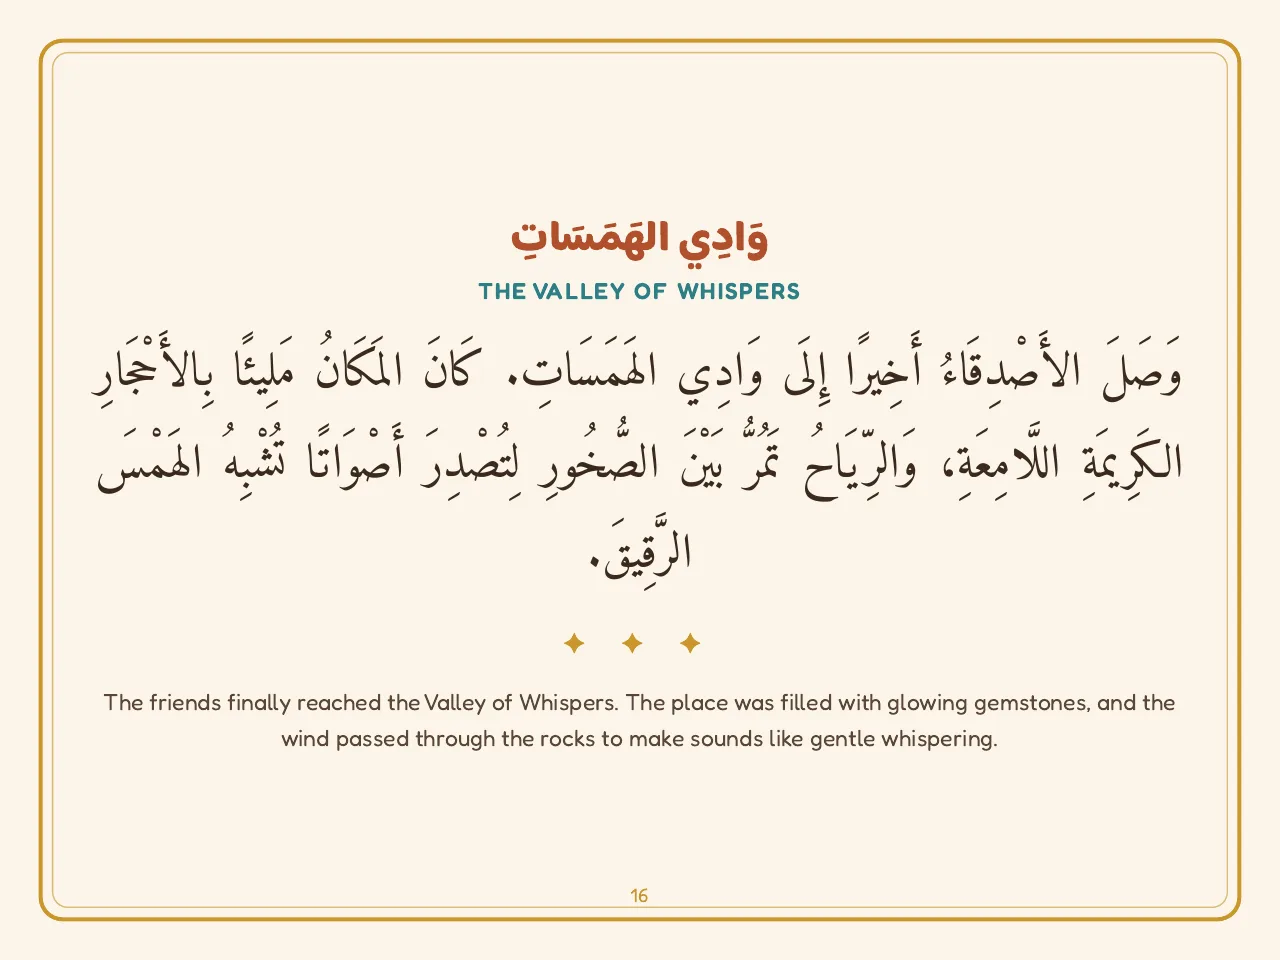 وَادِي الهَمَسَاتِ
THE VALLEY OF WHISPERS
وَصَلَ الأَصْدِقَاءُ أَخِيرًا إِلَى وَادِي الهَمَسَاتِ. كَانَ المَكَانُ مَلِيئًا بِالأَحْجَارِ
الكَرِيمَةِ اللَّامِعَةِ، وَالرِّيَاحُ تَمُرُّ بَيْنَ الصُّخُورِ لِتُصْدِرَ أَصْوَاتًا تُشْبِهُ الهَمْسَ
الرَّقِيقَ.
The friends finally reached the Valley of Whispers. The place was filled with glowing gemstones, and the
wind passed through the rocks to make sounds like gentle whispering.
16